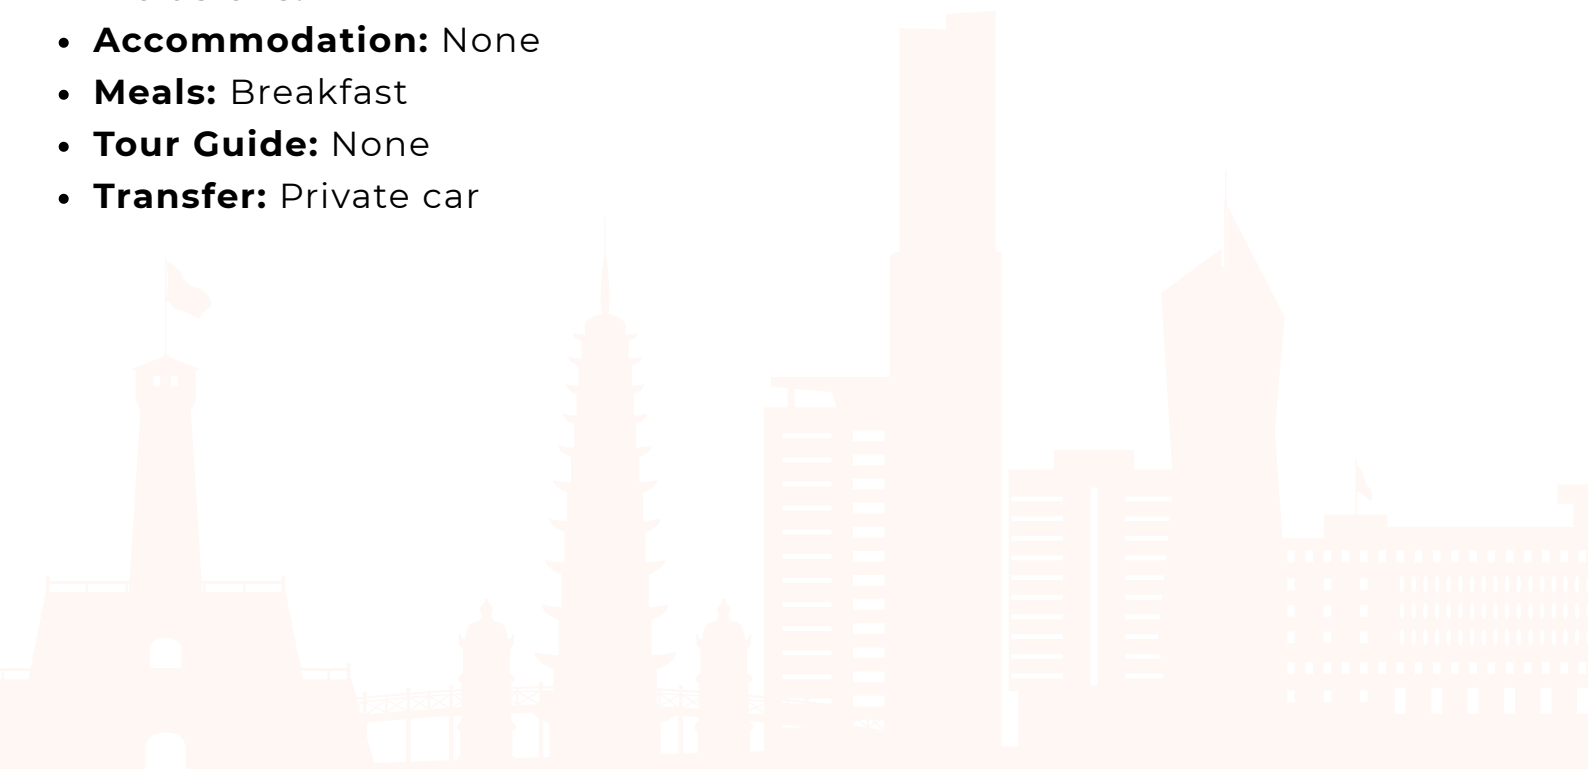 Accommodation: None
Meals: Breakfast
Tour Guide: None
Transfer: Private car